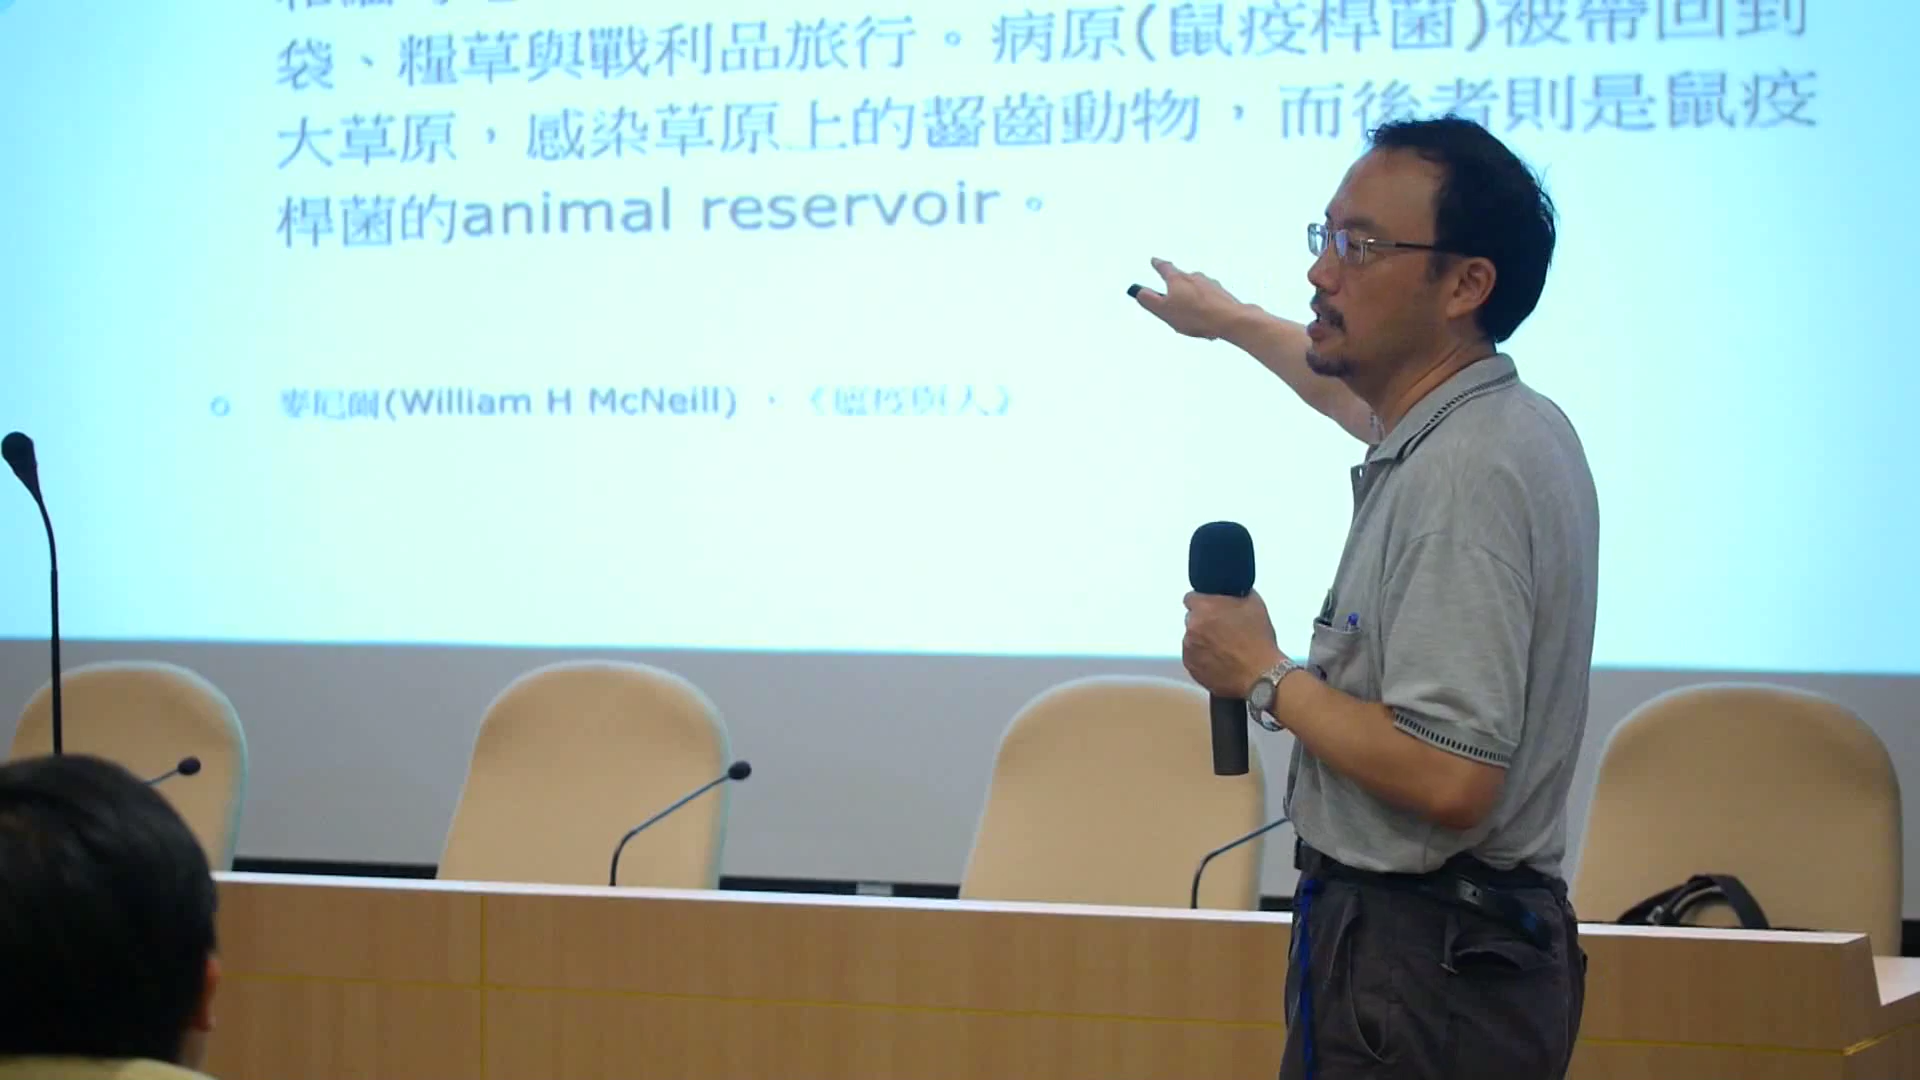 袋、糧草與戰利品旅行。病原(鼠疫桿菌)被帶回到
大草原，感染草原上的齧齒動物，而後者則是鼠疫
桿菌的animal reservoir。
麥尼爾(William H McNeill)，《瘟疫與人》